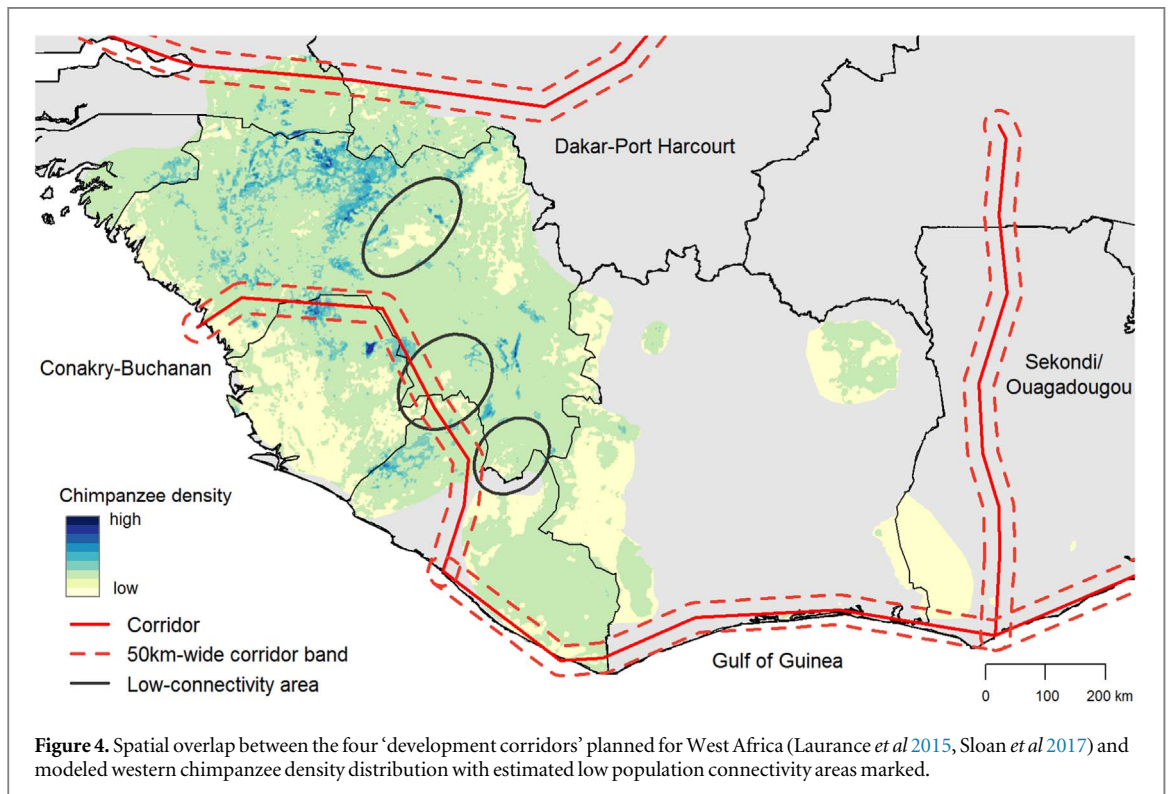 Dakar-Port Harcourt
Conakry-Buchanan
Sekondi/
Ouagadougou
Chimpanzee density
high
low
Corridor
50km-wide corridor band
Low-connectivity area
Gulf of Guinea
0 100 200 km
Figure 4. Spatial overlap between the four ‘development corridors’ planned for West Africa (Laurance et al 2015, Sloan et al 2017) and
modeled western chimpanzee density distribution with estimated low population connectivity areas marked.